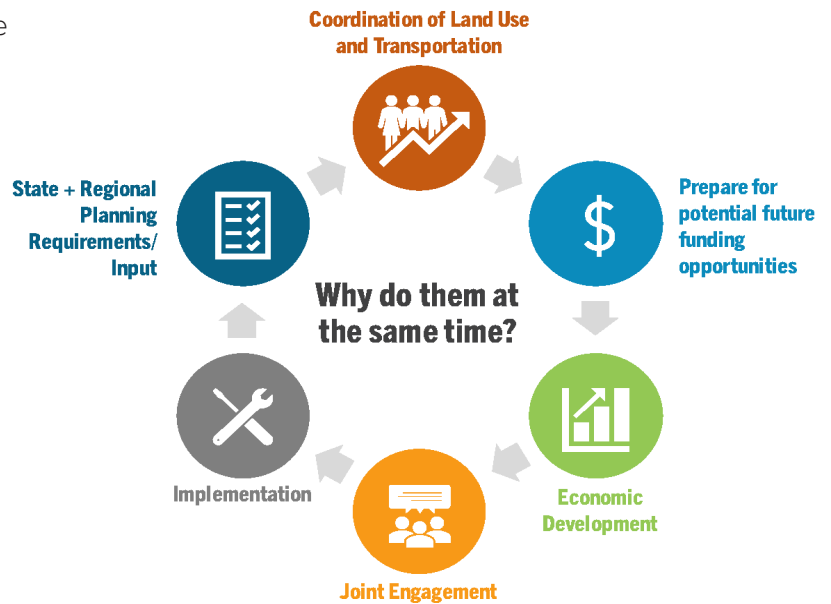 e
Coordination of Land Use
and Transportation
State + Regional
Planning
Requirements/
Input
Prepare for
potential future
funding
opportunities
$
Why do them at
the same time?
Implementation
Economic
Development
Joint Engagement